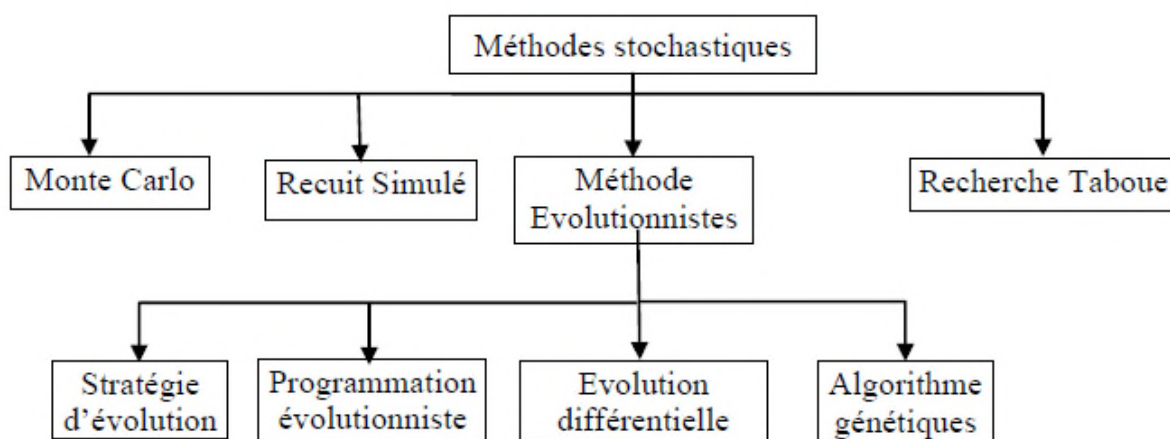 Méthodes stochastiques
Monte Carlo
Recuit Simulé
Méthode
Evolutionnistes
Recherche Taboue
Stratégie
d’évolution
Programmation
évolutionniste
Evolution
différentielle
Algorithme
génétiques